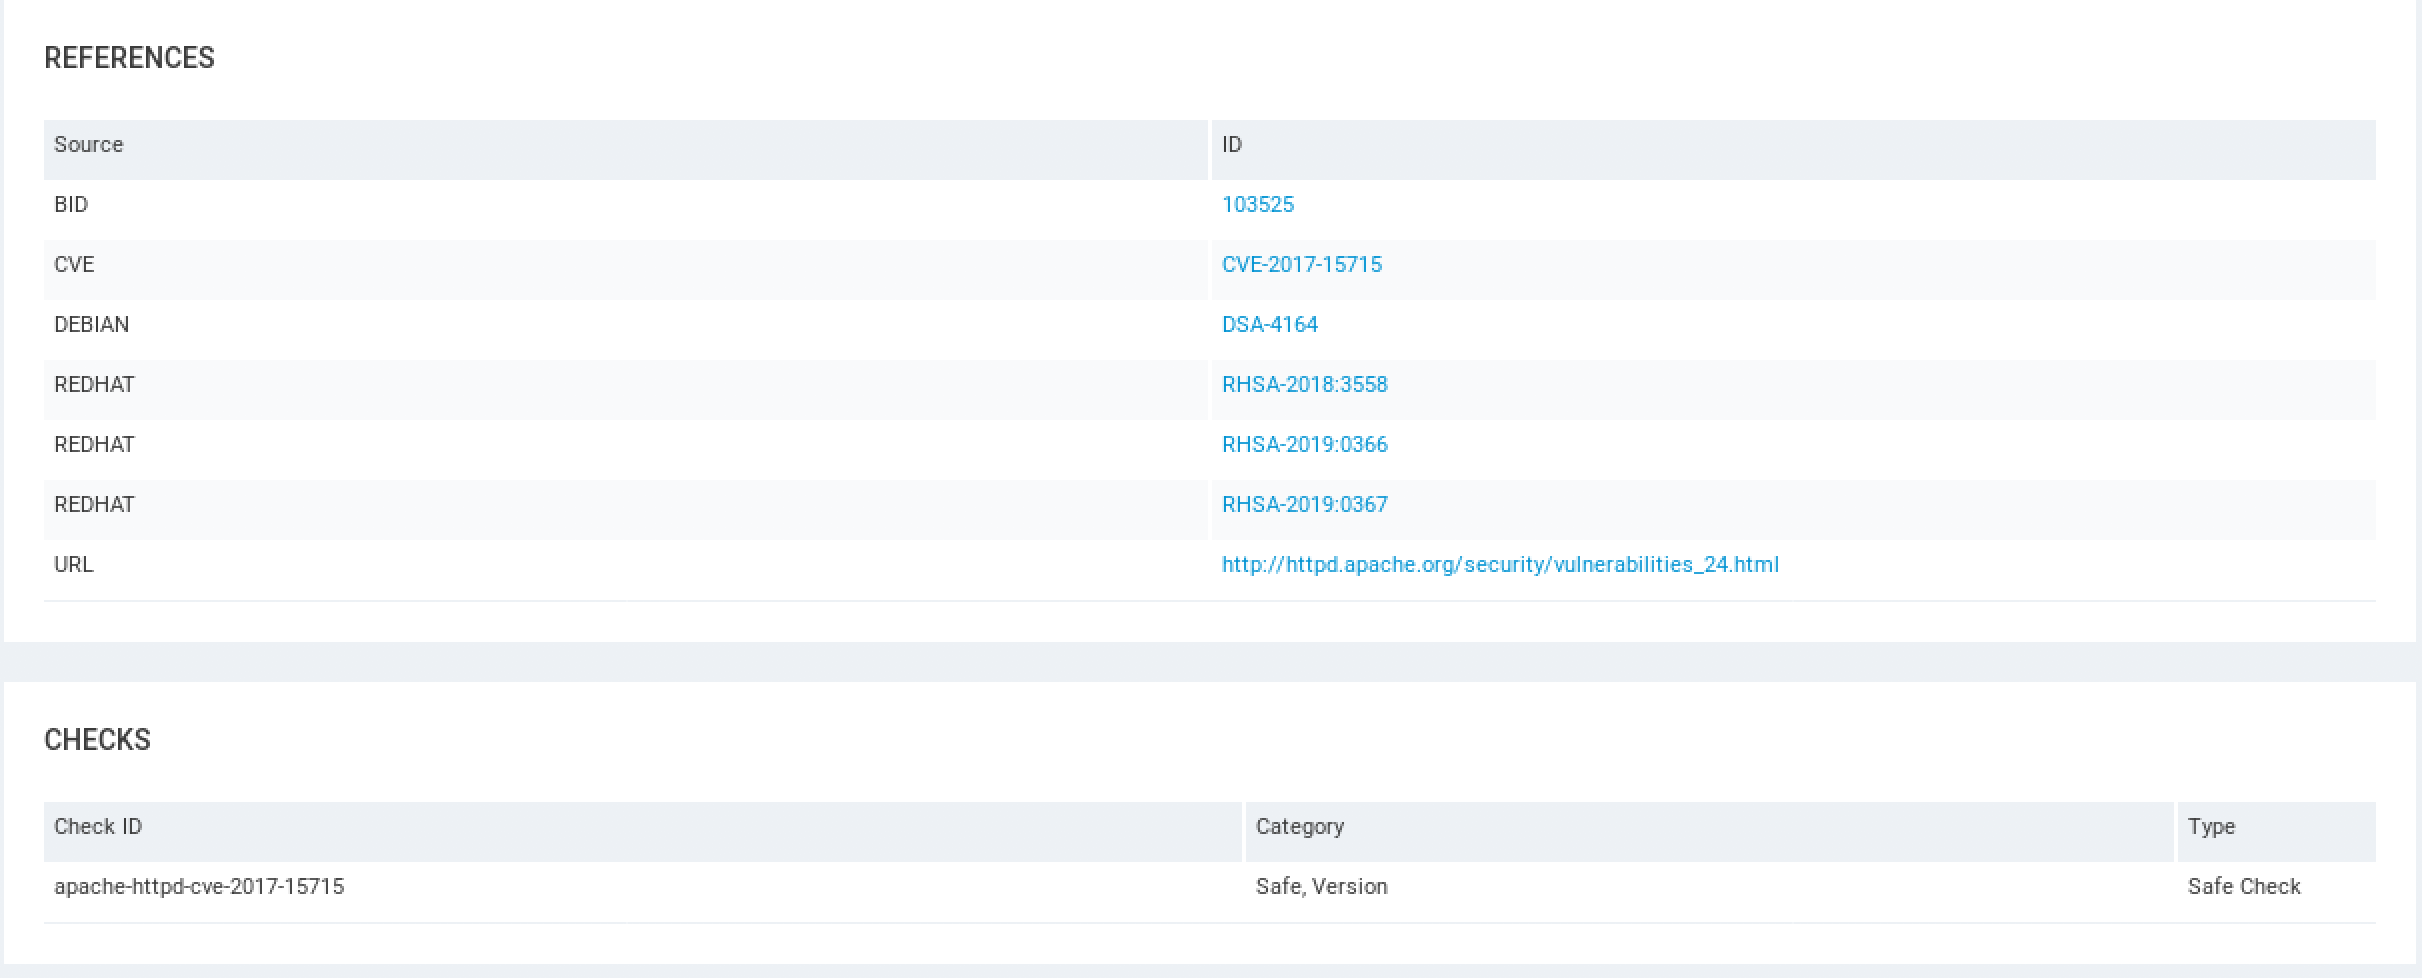 REFERENCES
Source ID
BID 103525
CVE CVE-2017-15715
DEBIAN DSA-4164
REDHAT RHSA-2018:3558
REDHAT RHSA-2019:0366
REDHAT RHSA-2019:0367
URL http://httpd.apache.org/security/vulnerabilities_24.html
CHECKS
Check ID Category Type
apache-httpd-cve-2017-15715 Safe, Version Safe Check